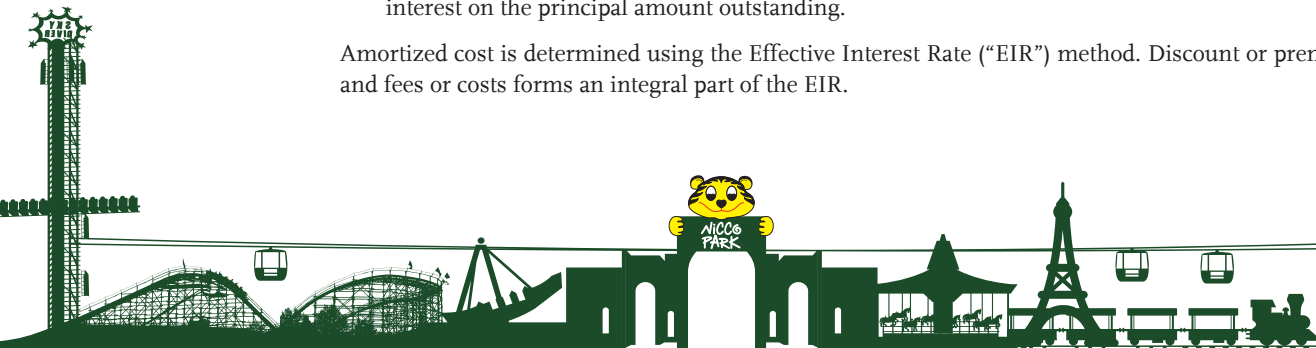 interest on the principal amount outstanding.
Amortized cost is determined using the Effective Interest Rate (“EIR”) method. Discount or
and fees or costs forms an integral part of the EIR.
SKY
DIVER
NiCCO
PARK